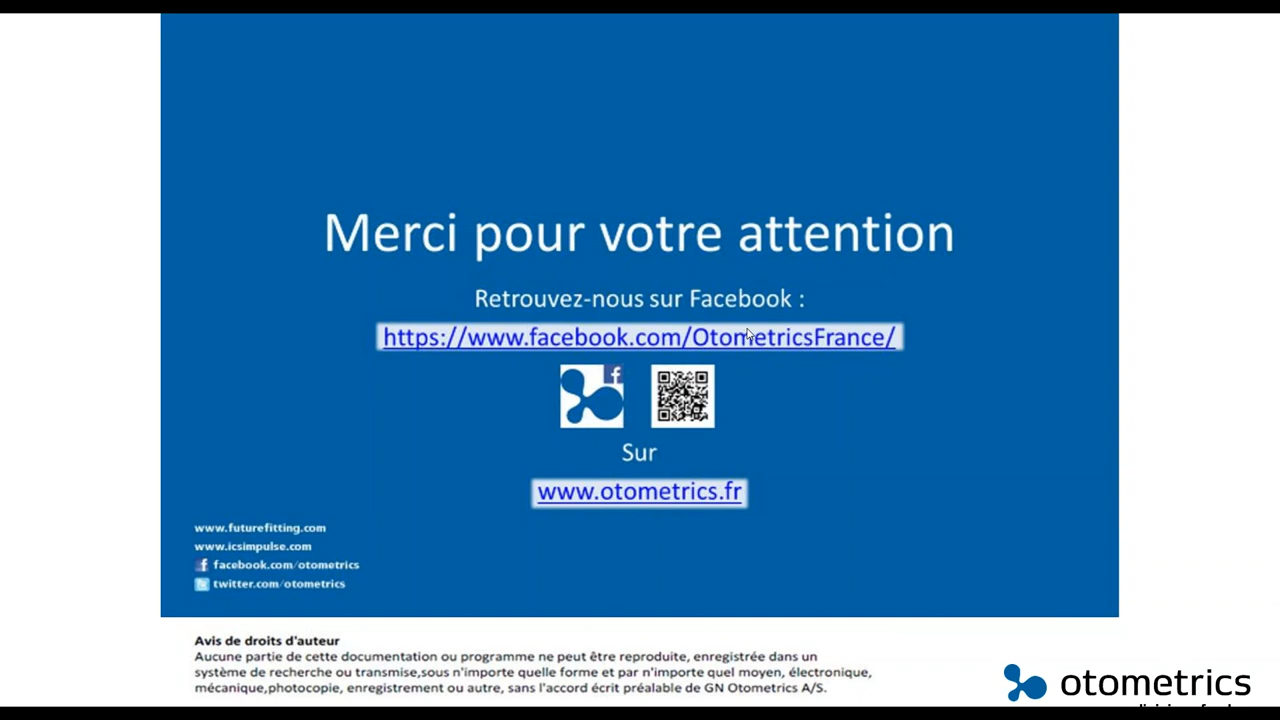 Merci pour votre attention
Retrouvez-nous sur Facebook :
https://www.facebook.com/OtometricsFrance/
f
Sur
www.otometrics.fr
www.futurefitting.com
www.icsimpulse.com
f facebook.com/otometrics
twitter.com/otometrics
Avis de droits d'auteur
Aucune partie de cette documentation ou programme ne peut être reproduite, enregistrée dans un
système de recherche ou transmise,sous n'importe quelle forme et par n'importe quel moyen, électronique,
mécanique,photocopie, enregistrement ou autre, sans l'accord écrit préalable de GN Otometrics A/S.
otometrics